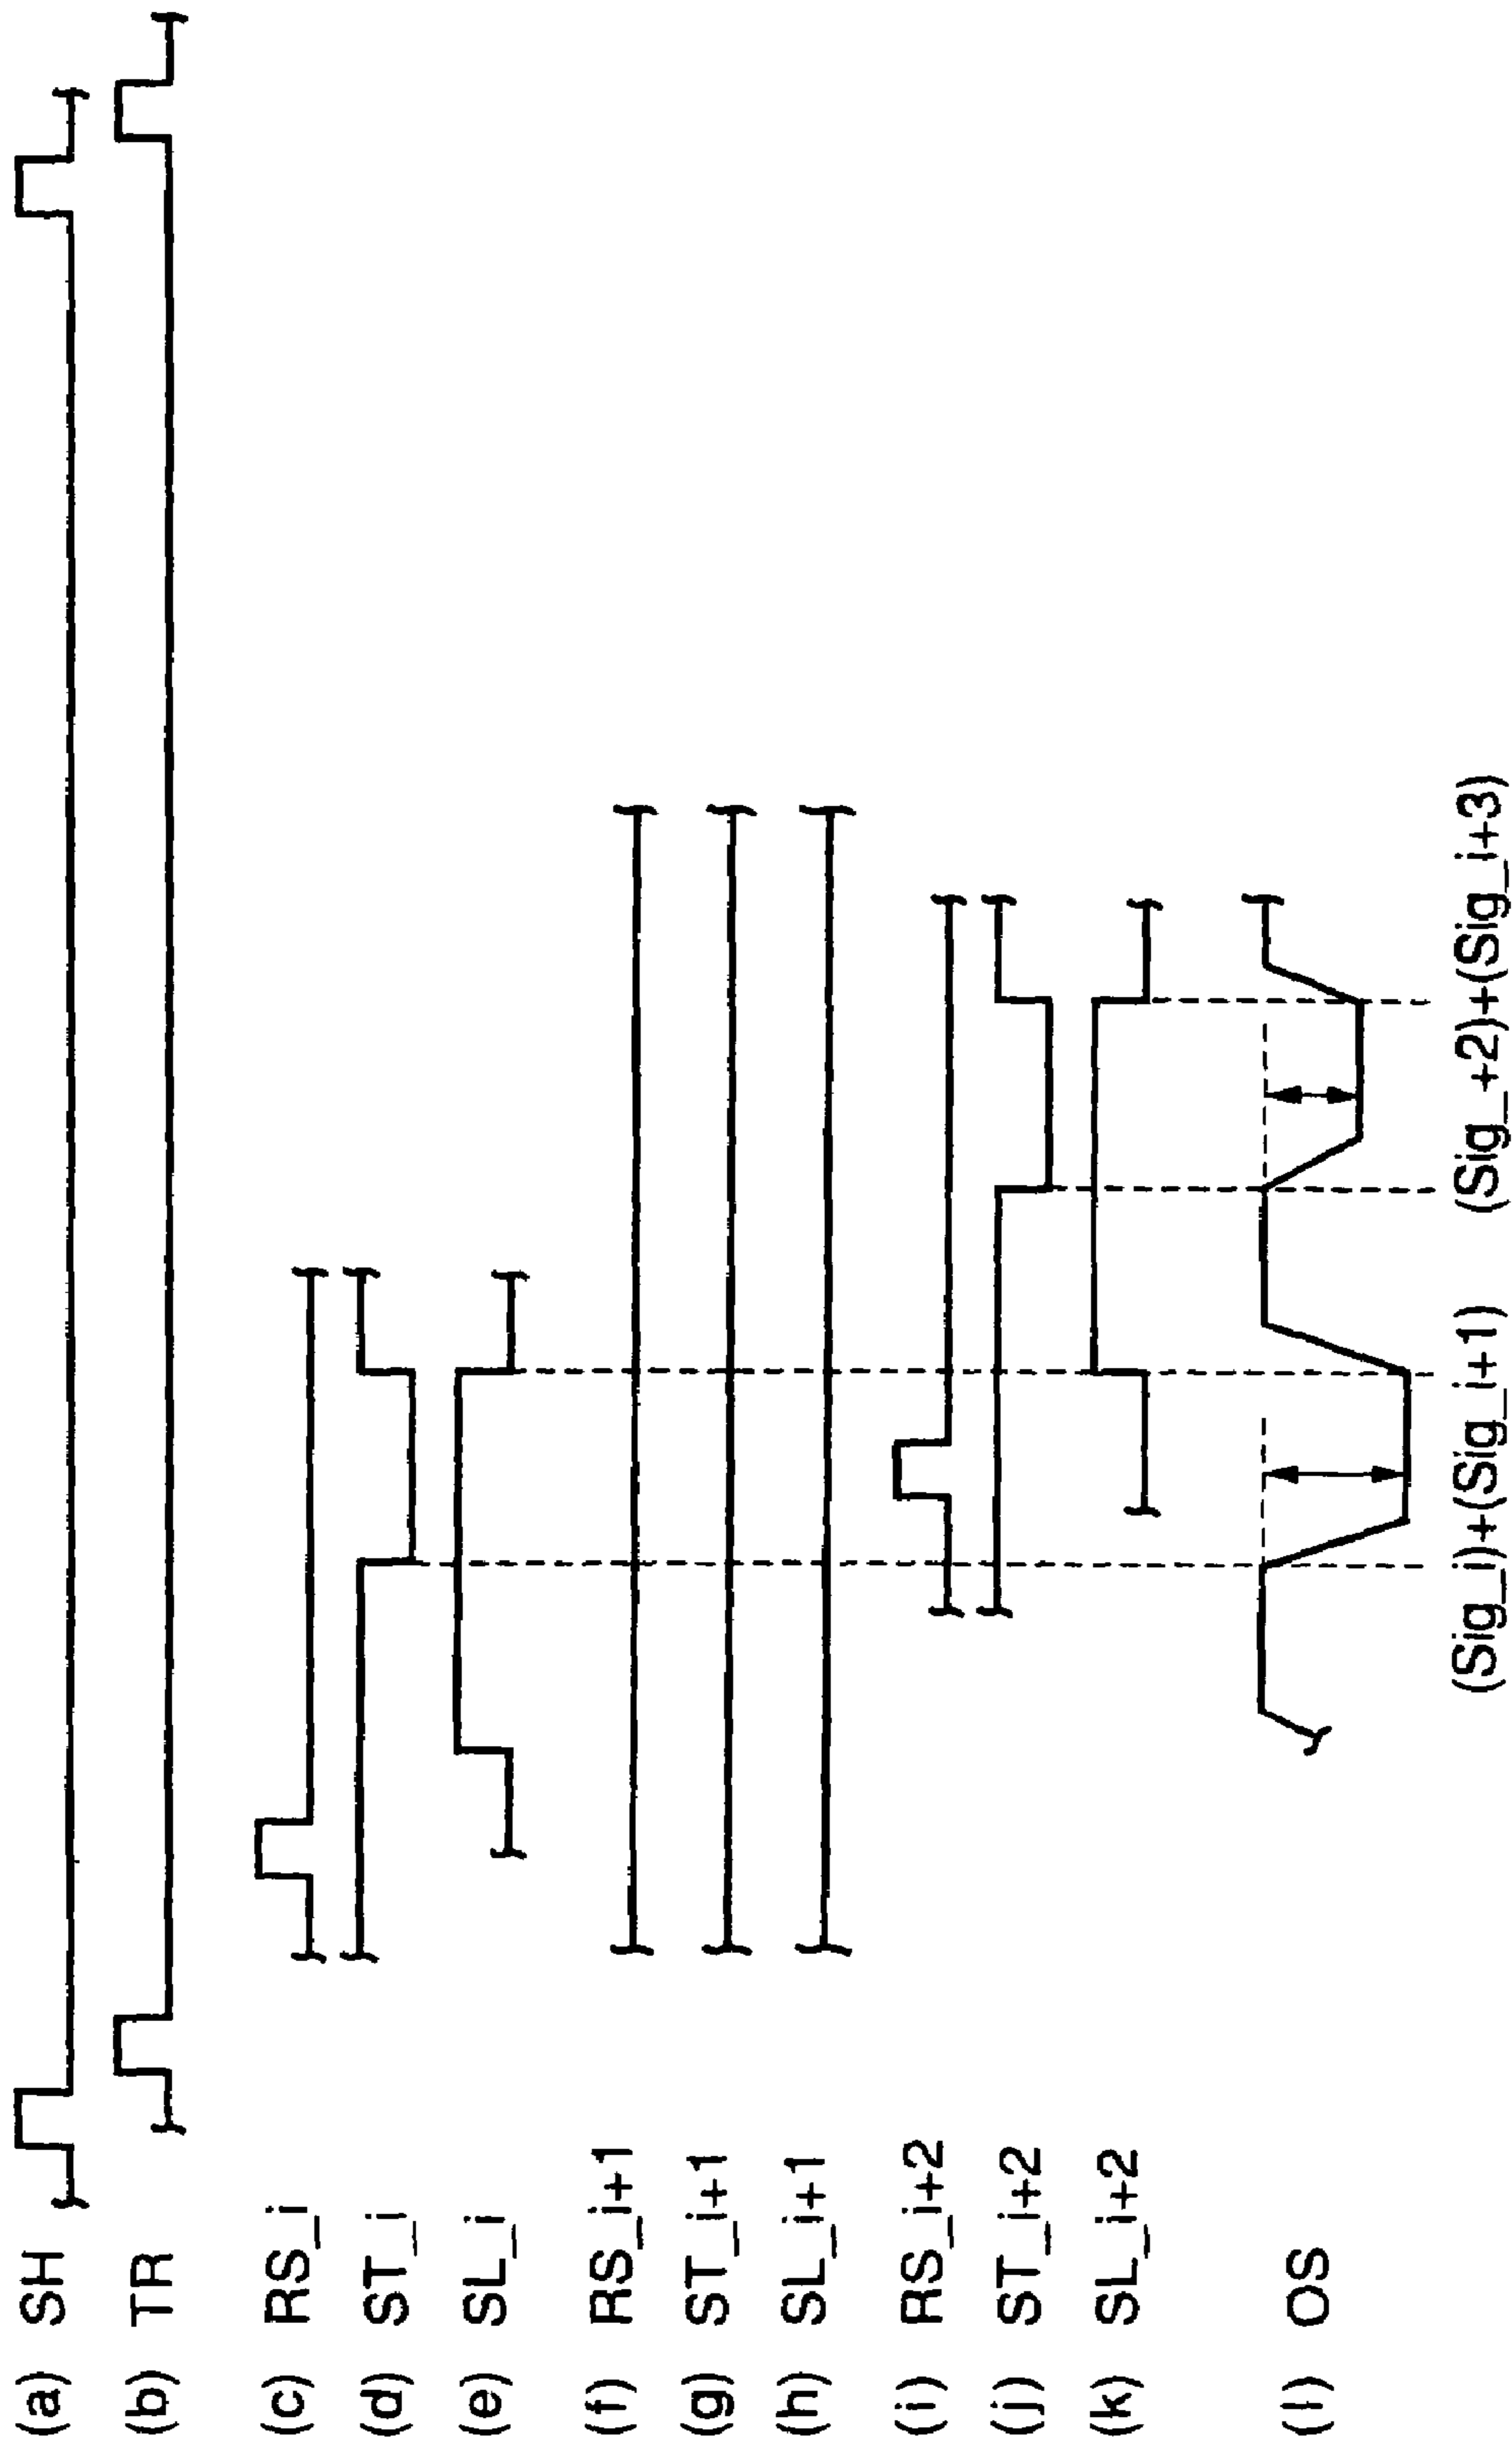 (a) SH
(b) TR
(c) RS_i
(d) ST_i
(e) SL_i
(f) RS_i+1
(g) ST_i+1
(h) SL_i+1
(i) RS_i+2
(j) ST_i+2
(k) SL_i+2
(l) OS
(Sig_i)+(Sig_i+1) (Sig_+2)+(Sig_i+3)